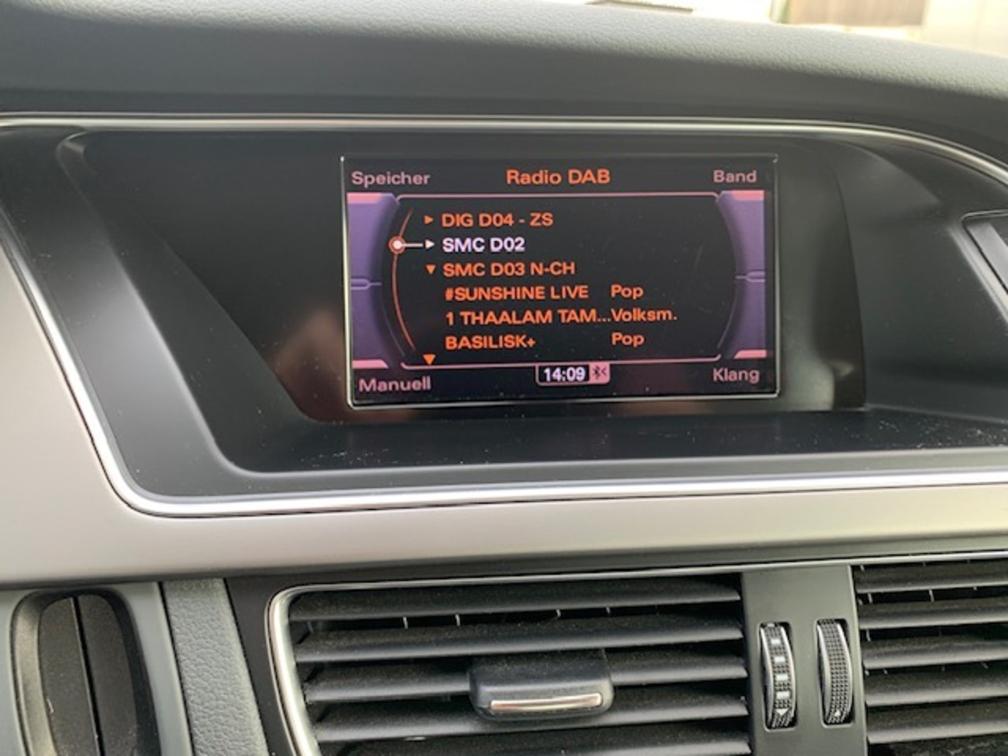 Speicher Radio DAB Band
DIG D04 - ZS
SMC D02
SMC D03 N-CH
#SUNSHINE LIVE Pop
1 THAALAM TAM...Volksm.
BASILISK+ Pop
Manuell 14:09 Klang